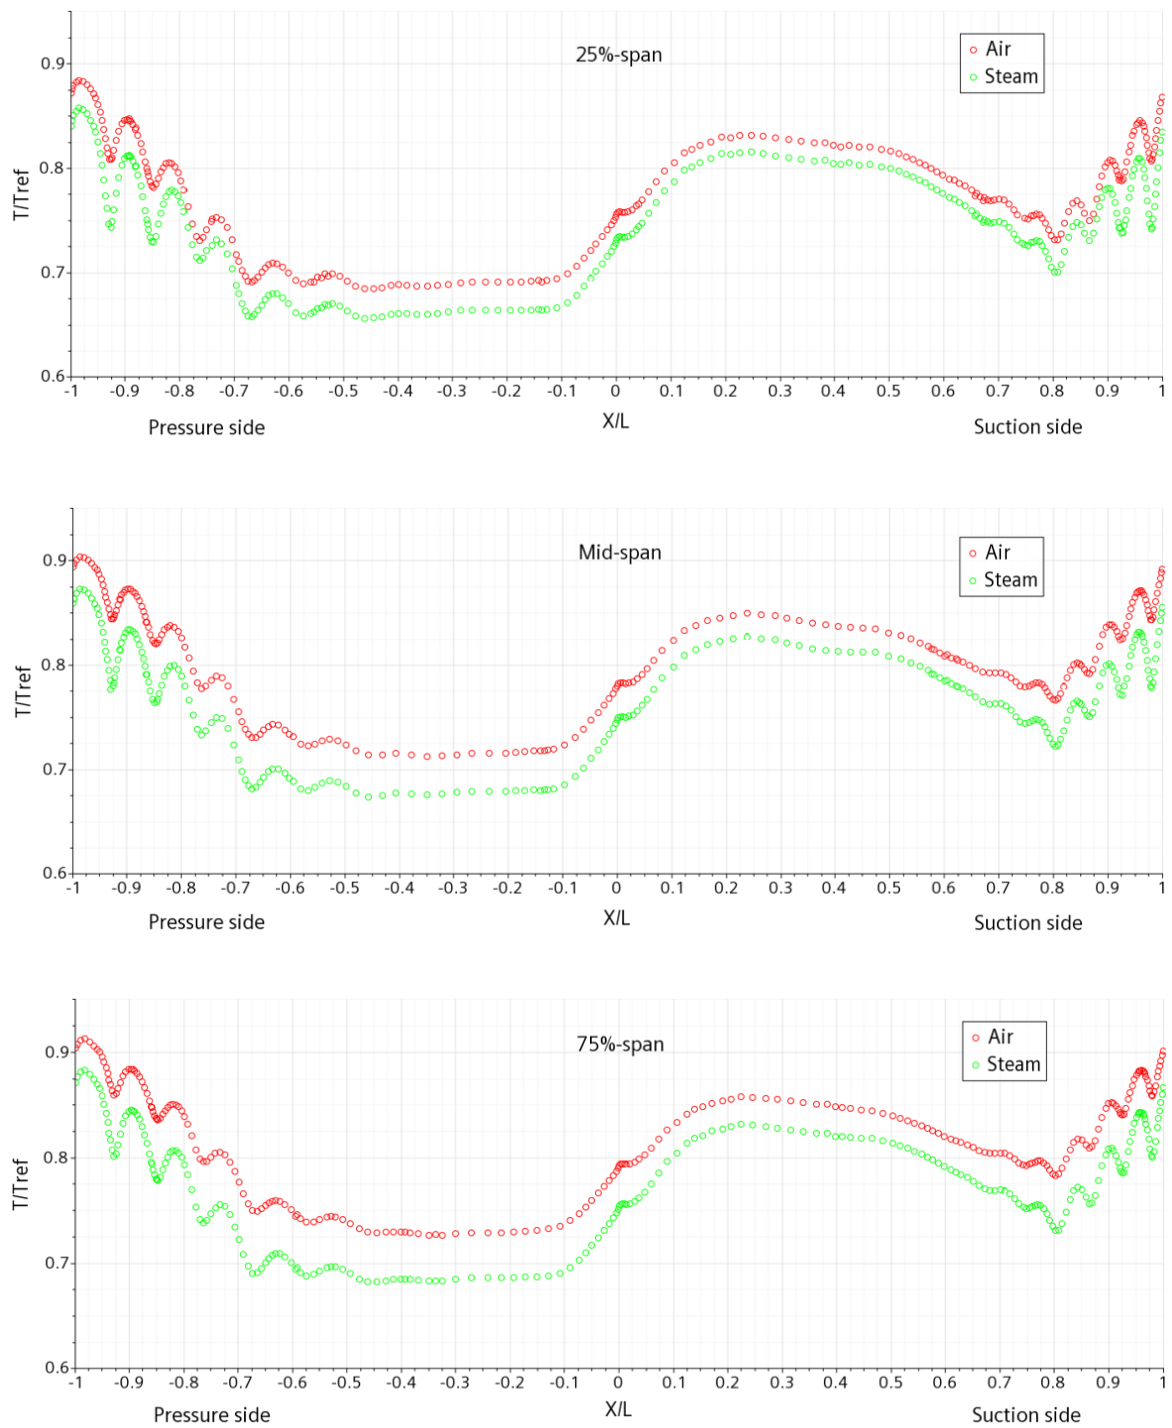 25%-span
Air
Steam
T/Tref
0.9
0.8
0.7
0.6
-1 -0.9 -0.8 -0.7 -0.6 -0.5 -0.4 -0.3 -0.2 -0.1 0 0.1 0.2 0.3 0.4 0.5 0.6 0.7 0.8 0.9 1
Pressure side X/L Suction side
Mid-span
Air
Steam
T/Tref
0.9
0.8
0.7
0.6
-1 -0.9 -0.8 -0.7 -0.6 -0.5 -0.4 -0.3 -0.2 -0.1 0 0.1 0.2 0.3 0.4 0.5 0.6 0.7 0.8 0.9 1
Pressure side X/L Suction side
75%-span
Air
Steam
T/Tref
0.9
0.8
0.7
0.6
-1 -0.9 -0.8 -0.7 -0.6 -0.5 -0.4 -0.3 -0.2 -0.1 0 0.1 0.2 0.3 0.4 0.5 0.6 0.7 0.8 0.9 1
Pressure side X/L Suction side